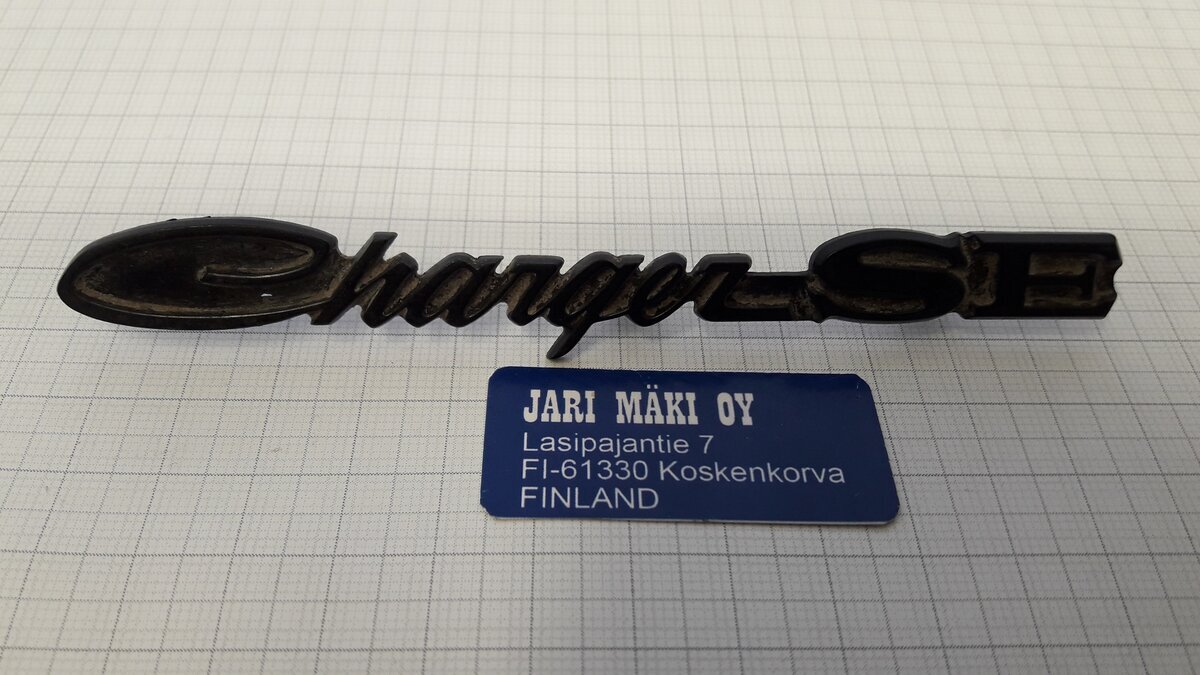 Charger SE
JARI MÄKI OY
Lasipajantie 7
FI-61330 Koskenkorva
FINLAND